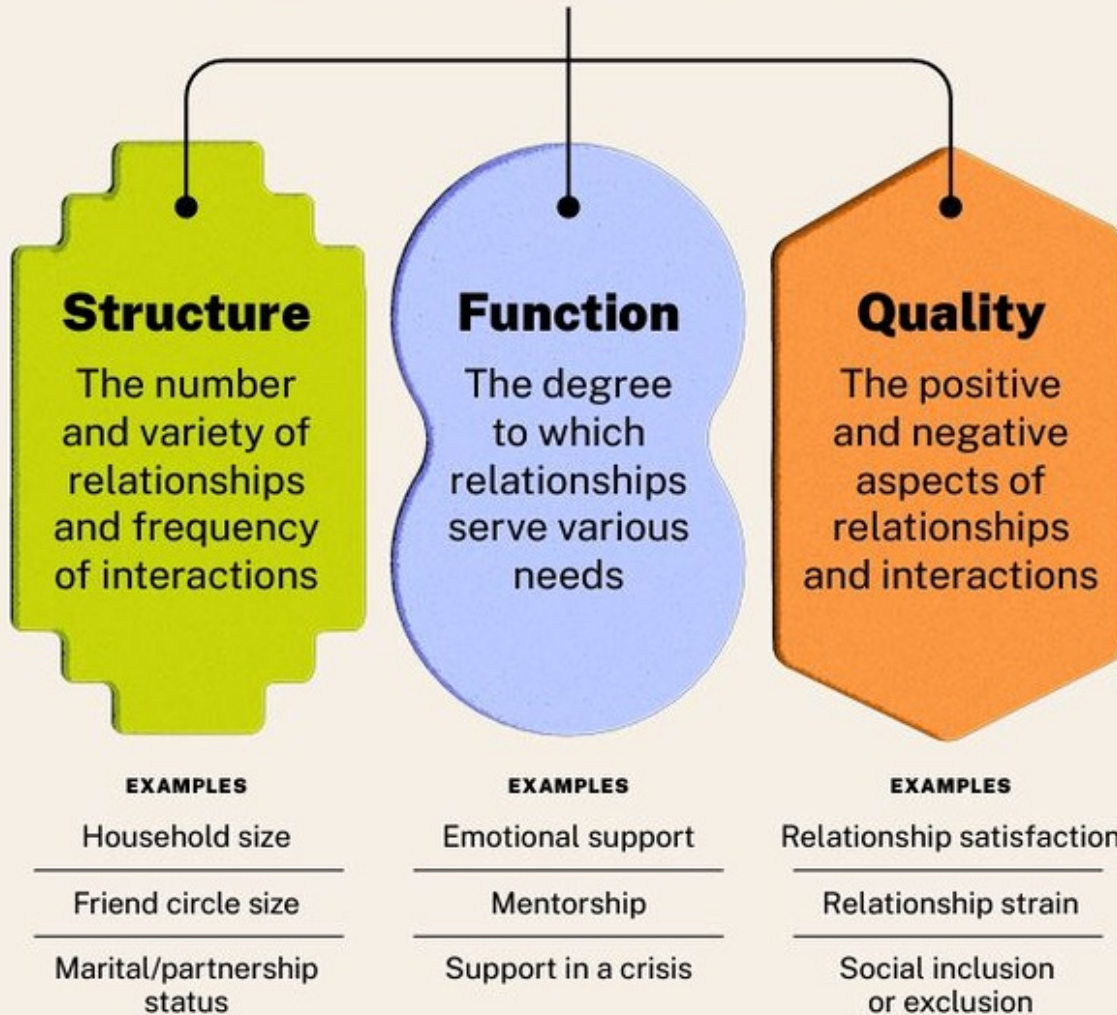 Structure
The number
and variety of
relationships
and frequency
of interactions
EXAMPLES
Household size
Friend circle size
Marital/partnership
status
Function
The degree
to which
relationships
serve various
needs
EXAMPLES
Emotional support
Mentorship
Support in a crisis
Quality
The positive
and negative
aspects of
relationships
and interactions
EXAMPLES
Relationship satisfaction
Relationship strain
Social inclusion
or exclusion